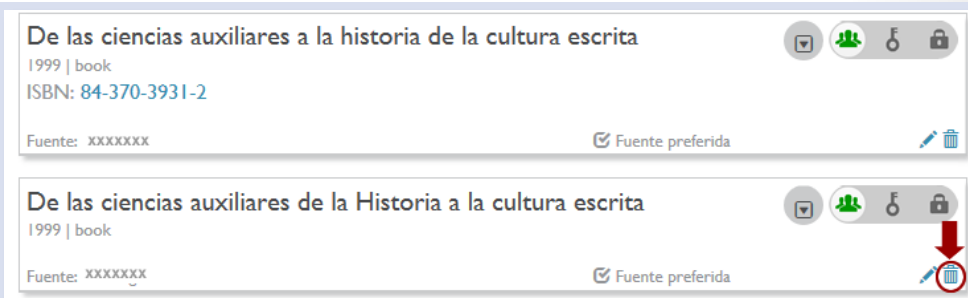 De las ciencias auxiliares a la historia de la cultura escrita
1999 | book
ISBN: 84-370-3931-2
Fuente: xxxxxxx Fuente preferida
De las ciencias auxiliares de la Historia a la cultura escrita
1999 | book
Fuente: xxxxxxx Fuente preferida